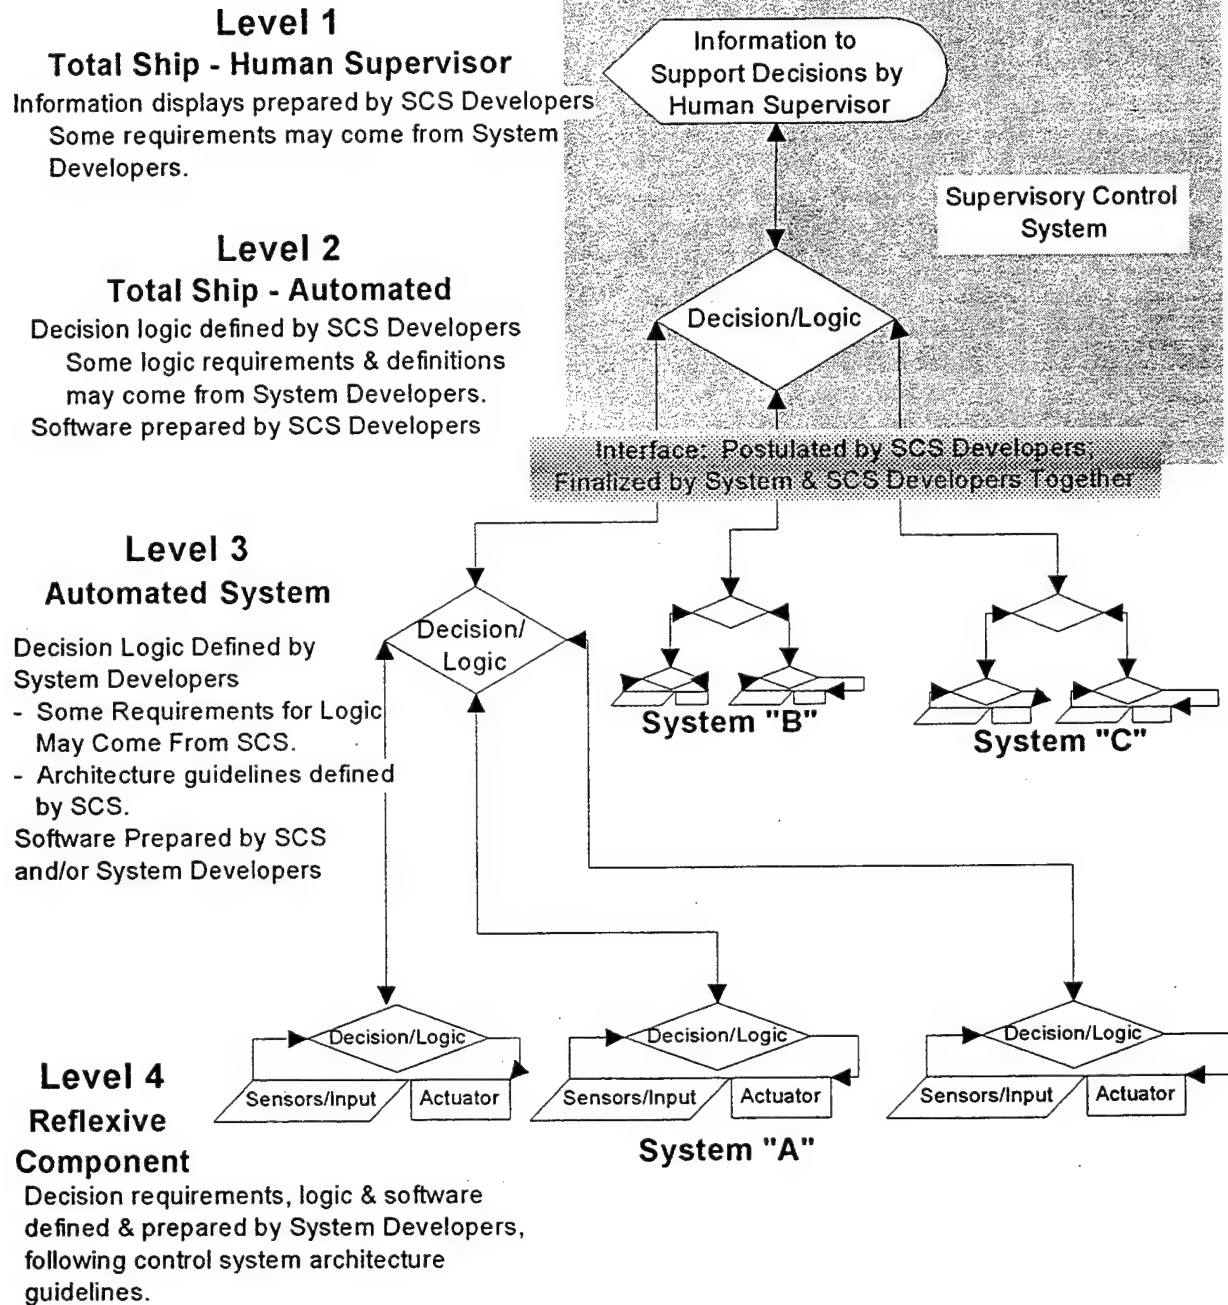 Level 1
Total Ship - Human Supervisor
Information displays prepared by SCS Developers
Some requirements may come from System
Developers.
Information to
Support Decisions by
Human Supervisor
Supervisory Control
System
Level 2
Total Ship - Automated
Decision logic defined by SCS Developers
Some logic requirements & definitions
may come from System Developers.
Software prepared by SCS Developers
Decision/Logic
Interface: Postulated by SCS Developers;
Finalized by System & SCS Developers Together
Level 3
Automated System
Decision Logic Defined by
System Developers
- Some Requirements for Logic
May Come From SCS.
- Architecture guidelines defined
by SCS.
Software Prepared by SCS
and/or System Developers
Decision/
Logic
System "B"
System "C"
Decision/Logic
Sensors/Input
Actuator
Decision/Logic
Sensors/Input
Actuator
Decision/Logic
Sensors/Input
Actuator
System "A"
Level 4
Reflexive
Component
Decision requirements, logic & software
defined & prepared by System Developers,
following control system architecture
guidelines.